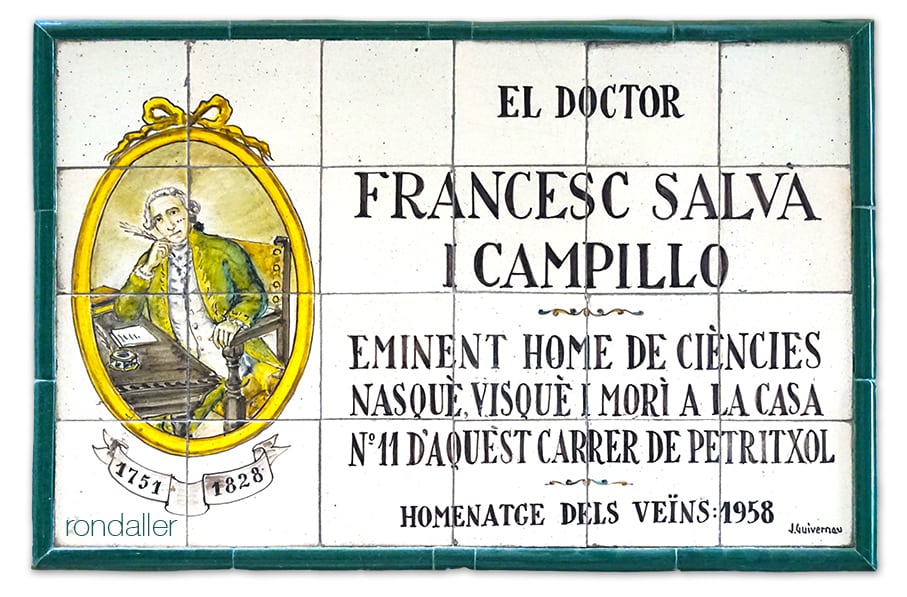 EL DOCTOR
FRANCESC SALVÀ
I CAMPILLO
EMINENT HOME DE CIÈNCIES
NASQUÈ, VISQUÈ I MORÌ A LA CASA
Nº 11 D'AQUÈST CARRER DE PETRITXOL
HOMENATGE DELS VEÏNS: 1958
J. Guivernau
1751 1828
rondaller